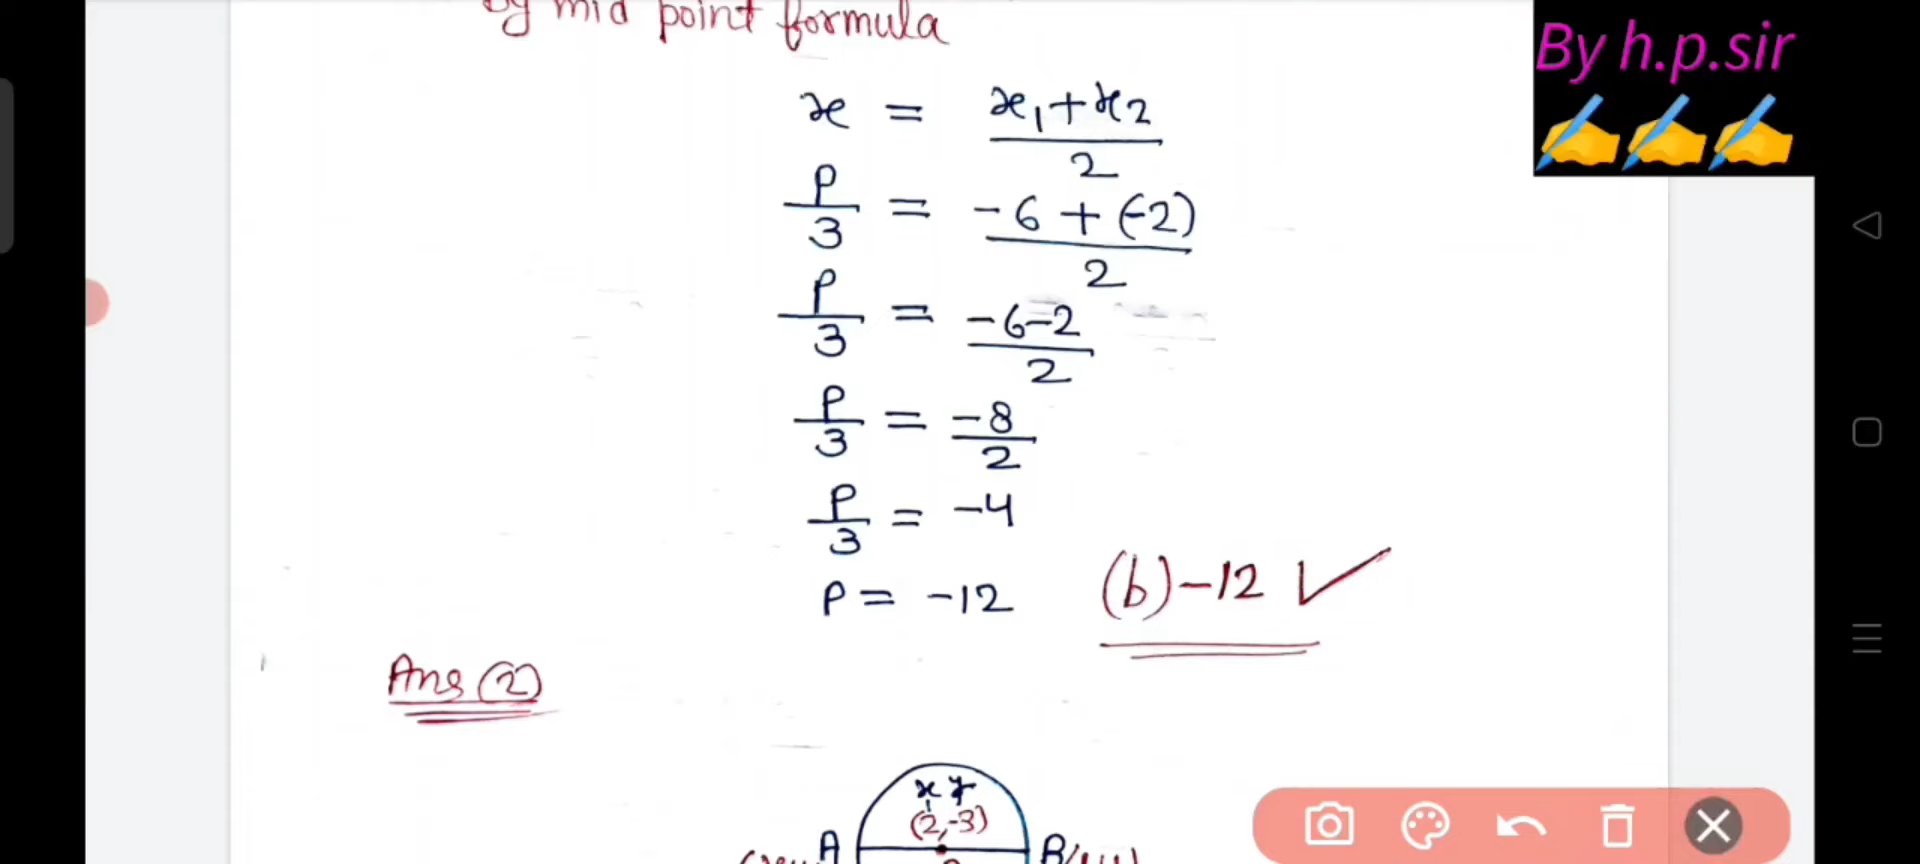 By mid point formula
By h.p.sir
x = x₁+x₂/2
P/3 = -6 + (-2)/2
P/3 = -6-2/2
P/3 = -8/2
P/3 = -4
P = -12 (b) -12 ✓
Ans (2)
x y
(2,-3)
A B